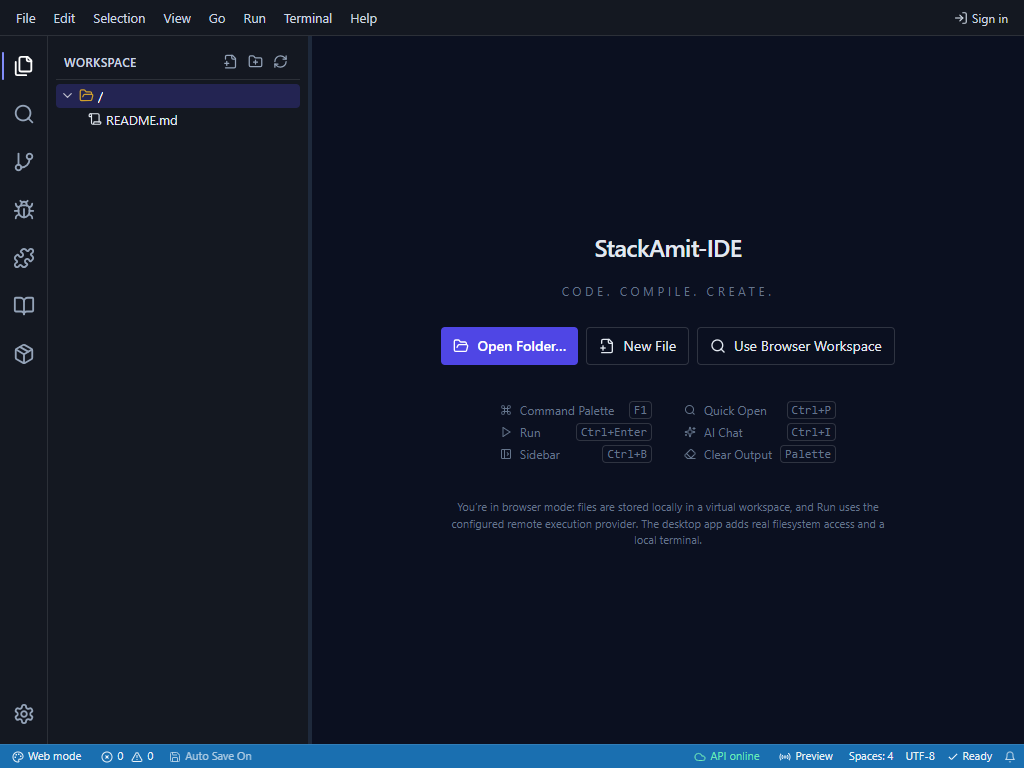 File Edit Selection View Go Run Terminal Help Sign in
WORKSPACE
/
README.md
StackAmit-IDE
CODE. COMPILE. CREATE.
Open Folder... New File Use Browser Workspace
Command Palette F1 Quick Open Ctrl+P
Run Ctrl+Enter AI Chat Ctrl+I
Sidebar Ctrl+B Clear Output Palette
You're in browser mode: files are stored locally in a virtual workspace, and Run uses the
configured remote execution provider. The desktop app adds real filesystem access and a
local terminal.
Web mode 0 0 Auto Save On API online Preview Spaces: 4 UTF-8 Ready